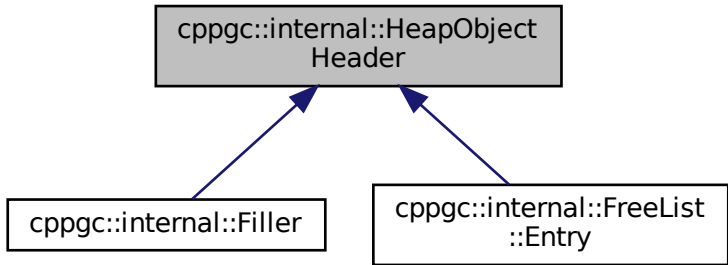 cppgc::internal::HeapObject
Header
cppgc::internal::Filler
cppgc::internal::FreeList
::Entry